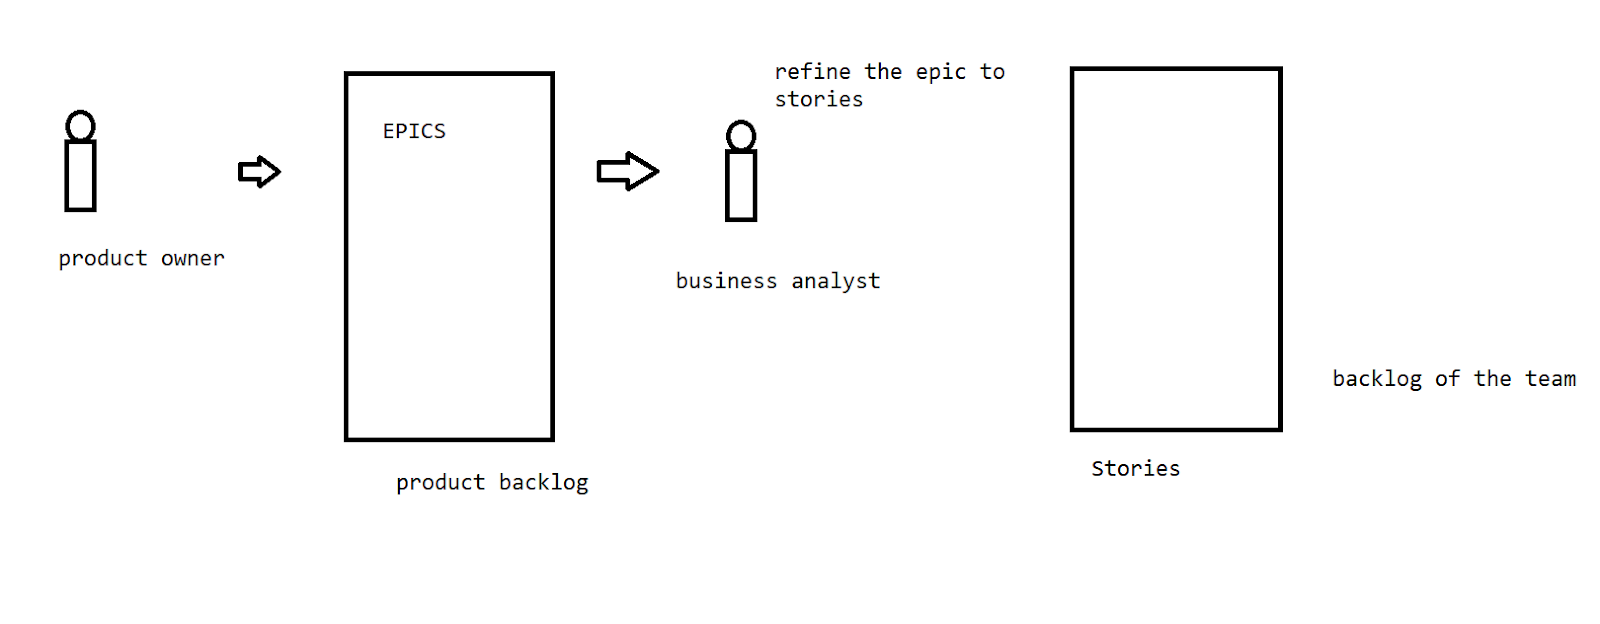 refine the epic to
stories
EPICS
product owner
business analyst
backlog of the team
Stories
product backlog